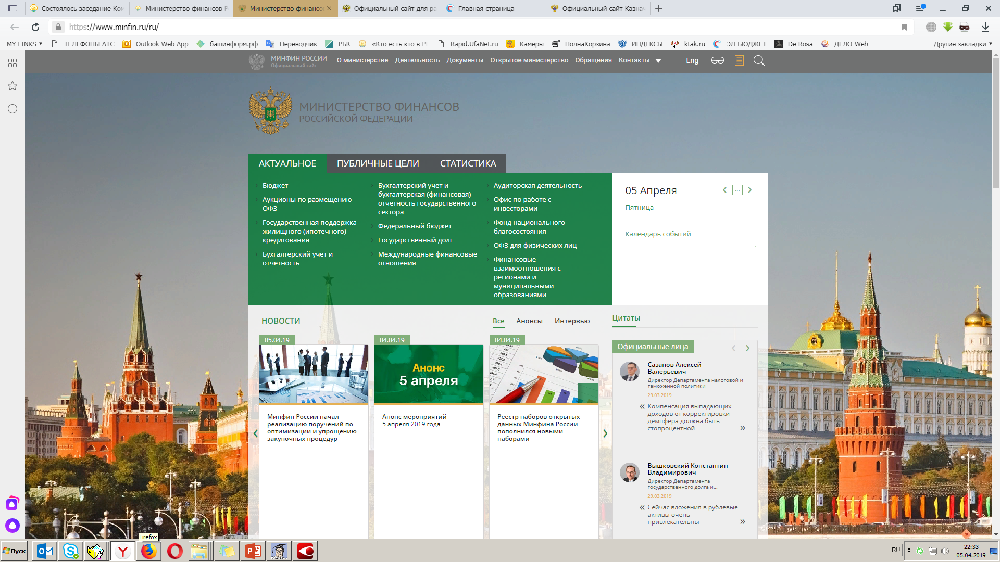 Состоялось заседание Ком
Министерство финансов Р
Министерство финансо
Официальный сайт для ра
Главная страница
Официальный сайт Казнач
https://www.minfin.ru/ru/
MY LINKS
ТЕЛЕФОНЫ АТС
Outlook Web App
башинформ.рф
Переводчик
РБК
«Кто есть кто в РБ
Rapid.UfaNet.ru
Камеры
ПолнаКорзина
ИНДЕКСЫ
ktak.ru
ЭЛ-БЮДЖЕТ
De Rosa
ДЕЛО-Web
Другие закладки
МИНФИН РОССИИ
Официальный сайт
О министерстве
Деятельность
Документы
Открытое министерство
Обращения
Контакты
Eng
МИНИСТЕРСТВО ФИНАНСОВ
РОССИЙСКОЙ ФЕДЕРАЦИИ
АКТУАЛЬНОЕ
ПУБЛИЧНЫЕ ЦЕЛИ
СТАТИСТИКА
Бюджет
Аукционы по размещению
ОФЗ
Государственная поддержка
жилищного (ипотечного)
кредитования
Бухгалтерский учет и
отчетность
Бухгалтерский учет и
бухгалтерская (финансовая)
отчетность государственного
сектора
Федеральный бюджет
Государственный долг
Международные финансовые
отношения
Аудиторская деятельность
Офис по работе с
инвесторами
Фонд национального
благосостояния
ОФЗ для физических лиц
Финансовые
взаимоотношения с
регионами и
муниципальными
образованиями
05 Апреля
...
Пятница
Календарь событий
НОВОСТИ
Все
Анонсы
Интервью
05.04.19
Минфин России начал
реализацию поручений по
оптимизации и упрощению
закупочных процедур
04.04.19
Анонс
5 апреля
Анонс мероприятий
5 апреля 2019 года
04.04.19
Реестр наборов открытых
данных Минфина России
пополнился новыми
наборами
Цитаты
Официальные лица
Сазанов Алексей
Валерьевич
Директор Департамента налоговой и
таможенной политики
29.03.2019
« Компенсация выпадающих
доходов от корректировки
демпфера должна быть
стопроцентной »
Вышковский Константин
Владимирович
Директор Департамента
государственного долга и...
29.03.2019
« Сейчас вложения в рублевые
активы очень
привлекательны »
Firefox
Пуск
RU
22:33
05.04.2019